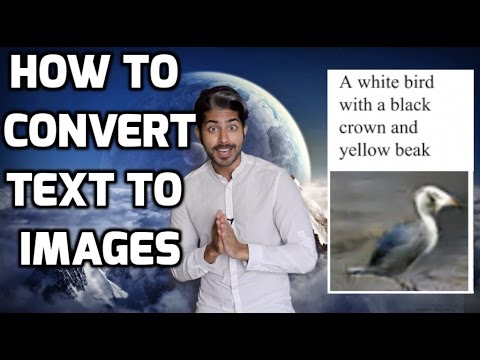 HOW TO
CONVERT
TEXT TO
IMAGES
A white bird
with a black
crown and
yellow beak